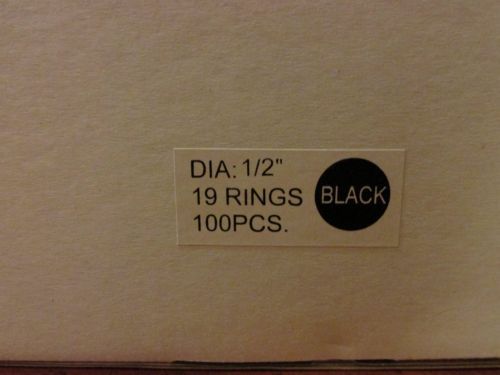 DIA: 1/2"
19 RINGS
100PCS.
BLACK